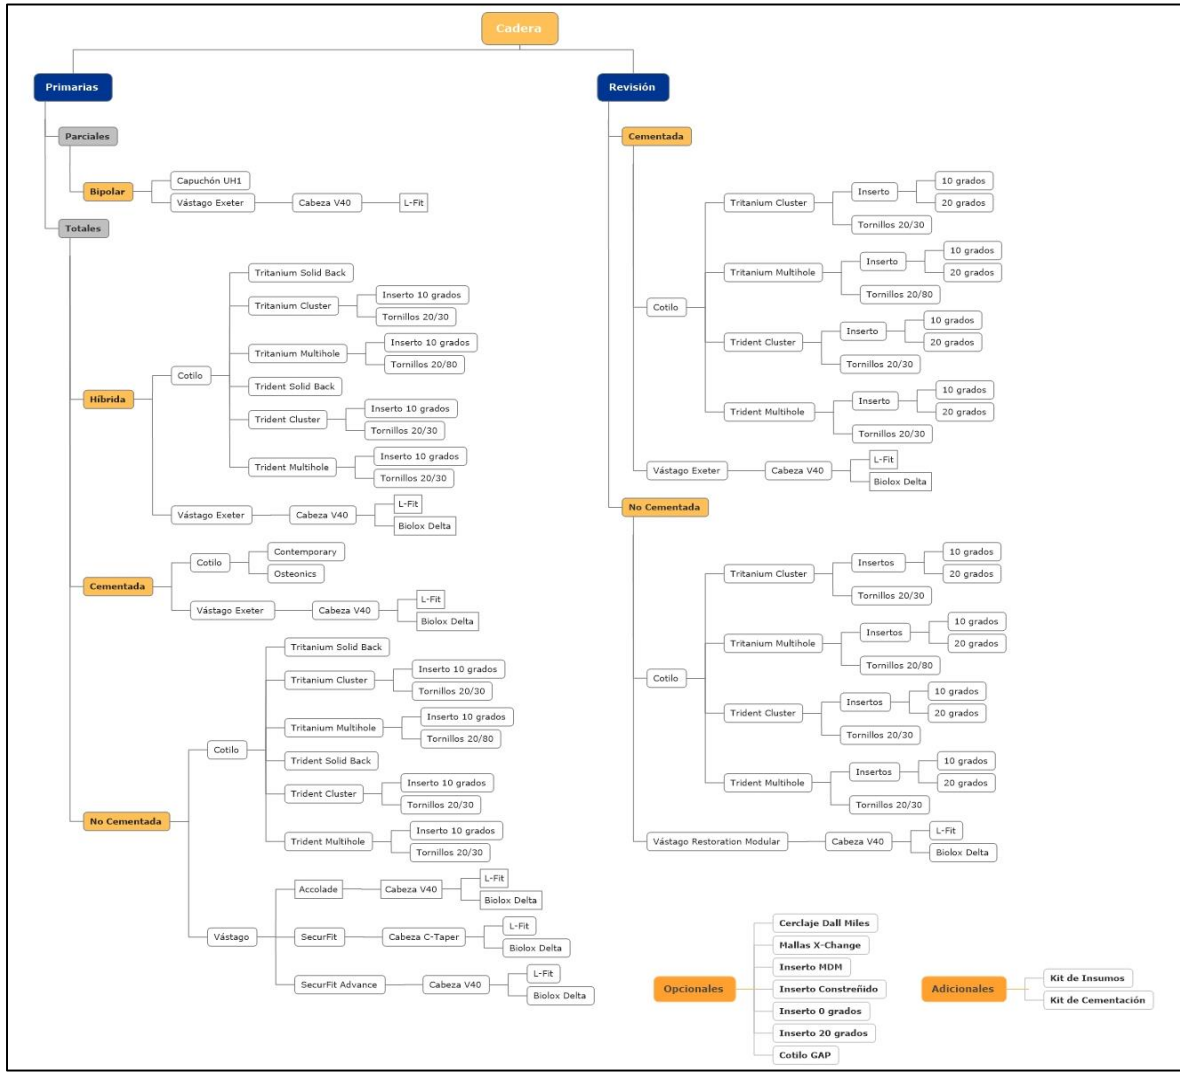 Cadera
Primarias
Parciales
Bipolar
Capuchón UH1
Vástago Exeter
Cabeza V40
L-Fit
Totales
Híbrida
Cotilo
Tritanium Solid Back
Tritanium Cluster
Inserto 10 grados
Tornillos 20/30
Tritanium Multihole
Inserto 10 grados
Tornillos 20/80
Trident Solid Back
Trident Cluster
Inserto 10 grados
Tornillos 20/30
Trident Multihole
Inserto 10 grados
Tornillos 20/30
Vástago Exeter
Cabeza V40
L-Fit
Biolox Delta
Cementada
Cotilo
Contemporary
Osteonics
Vástago Exeter
Cabeza V40
L-Fit
Biolox Delta
No Cementada
Cotilo
Tritanium Solid Back
Tritanium Cluster
Inserto 10 grados
Tornillos 20/30
Tritanium Multihole
Inserto 10 grados
Tornillos 20/80
Trident Solid Back
Trident Cluster
Inserto 10 grados
Tornillos 20/30
Trident Multihole
Inserto 10 grados
Tornillos 20/30
Vástago
Accolade
Cabeza V40
L-Fit
Biolox Delta
SecurFit
Cabeza C-Taper
L-Fit
Biolox Delta
SecurFit Advance
Cabeza V40
L-Fit
Biolox Delta
Revisión
Cementada
Cotilo
Tritanium Cluster
Inserto
10 grados
20 grados
Tornillos 20/30
Tritanium Multihole
Inserto
10 grados
20 grados
Tornillos 20/80
Trident Cluster
Inserto
10 grados
20 grados
Tornillos 20/30
Trident Multihole
Inserto
10 grados
20 grados
Tornillos 20/30
Vástago Exeter
Cabeza V40
L-Fit
Biolox Delta
No Cementada
Cotilo
Tritanium Cluster
Insertos
10 grados
20 grados
Tornillos 20/30
Tritanium Multihole
Insertos
10 grados
20 grados
Tornillos 20/80
Trident Cluster
Insertos
10 grados
20 grados
Tornillos 20/30
Trident Multihole
Insertos
10 grados
20 grados
Tornillos 20/30
Vástago Restoration Modular
Cabeza V40
L-Fit
Biolox Delta
Opcionales
Cerclaje Dall Miles
Mallas X-Change
Inserto MDM
Inserto Constreñido
Inserto 0 grados
Inserto 20 grados
Cotilo GAP
Adicionales
Kit de Insumos
Kit de Cementación